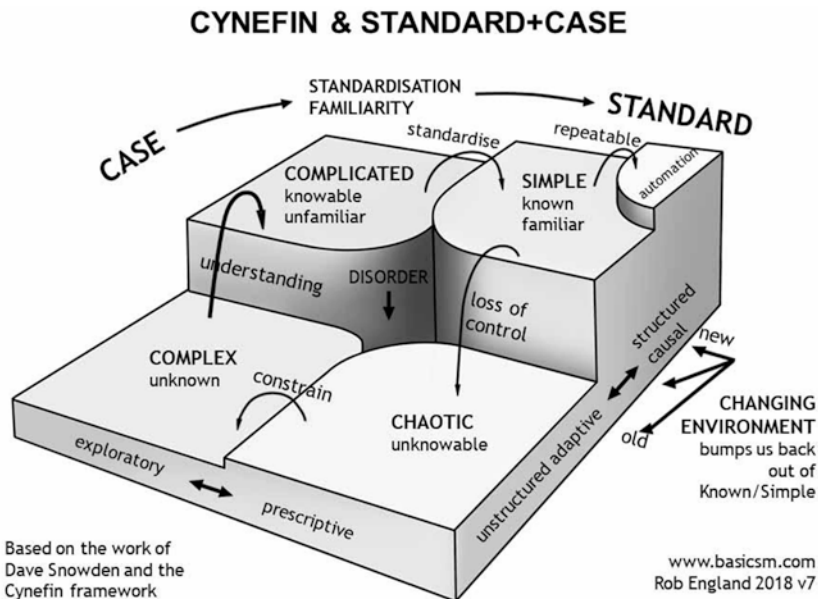 CYNEFIN & STANDARD+CASE
CASE
STANDARDISATION
FAMILIARITY
STANDARD
standardise
repeatable
automation
COMPLICATED
knowable
unfamiliar
SIMPLE
known
familiar
understanding
DISORDER
loss of
control
structured
causal
new
COMPLEX
unknown
constrain
CHAOTIC
unknowable
unstructured adaptive
old
CHANGING
ENVIRONMENT
bumps us back
out of
Known/Simple
exploratory
prescriptive
Based on the work of
Dave Snowden and the
Cynefin framework
www.basicsm.com
Rob England 2018 v7